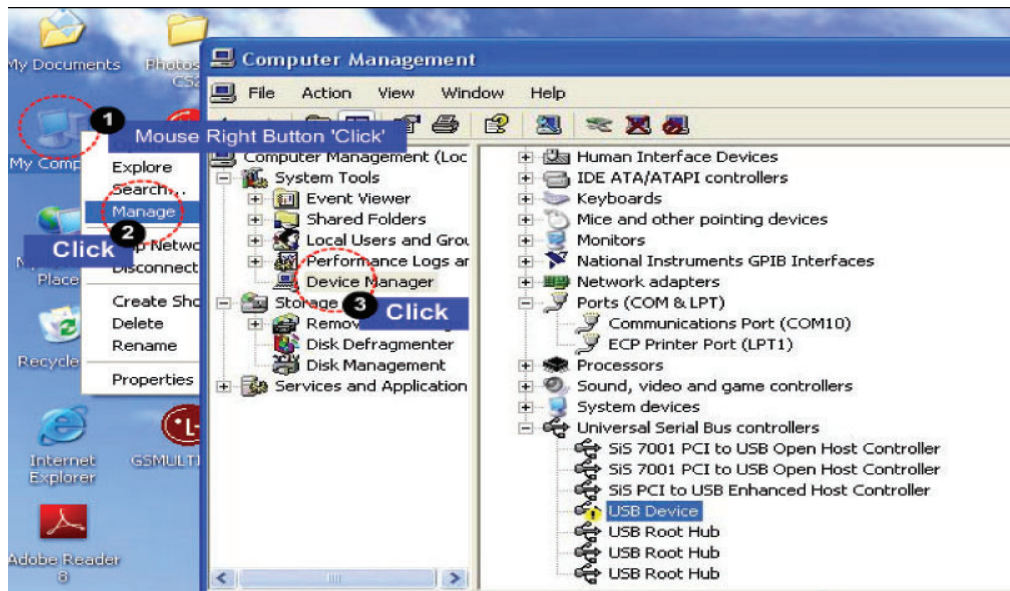 My Documents
Photos
CS2
My Comp
Mouse Right Button 'Click'
1
Explore
Search...
Manage
2
Click
Netwo
Disconnect
Place
Create Sho
Delete
Rename
Recycle
Properties
Internet
Explorer
GSMULTI
Adobe Reader
8
Computer Management
File Action View Window Help
Computer Management (Loc
System Tools
Event Viewer
Shared Folders
Local Users and Grou
Performance Logs ar
Device Manager
3
Click
Storage
Remov
Disk Defragmenter
Disk Management
Services and Application
Human Interface Devices
IDE ATA/ATAPI controllers
Keyboards
Mice and other pointing devices
Monitors
National Instruments GPIB Interfaces
Network adapters
Ports (COM & LPT)
Communications Port (COM10)
ECP Printer Port (LPT1)
Processors
Sound, video and game controllers
System devices
Universal Serial Bus controllers
SiS 7001 PCI to USB Open Host Controller
SiS 7001 PCI to USB Open Host Controller
SiS PCI to USB Enhanced Host Controller
USB Device
USB Root Hub
USB Root Hub
USB Root Hub